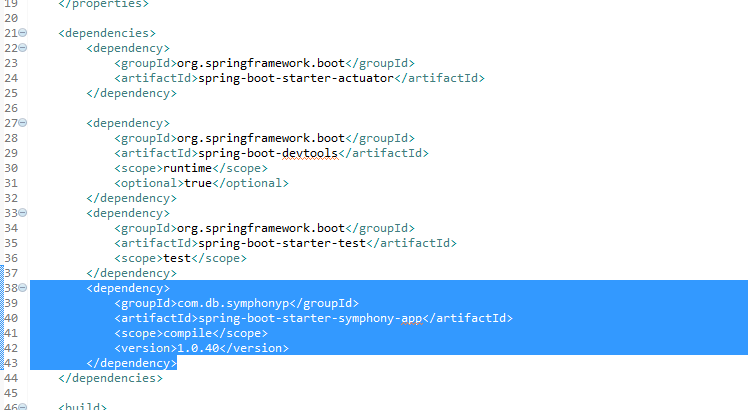 19 </properties>
20
21 <dependencies>
22 <dependency>
23 <groupId>org.springframework.boot</groupId>
24 <artifactId>spring-boot-starter-actuator</artifactId>
25 </dependency>
26
27 <dependency>
28 <groupId>org.springframework.boot</groupId>
29 <artifactId>spring-boot-devtools</artifactId>
30 <scope>runtime</scope>
31 <optional>true</optional>
32 </dependency>
33 <dependency>
34 <groupId>org.springframework.boot</groupId>
35 <artifactId>spring-boot-starter-test</artifactId>
36 <scope>test</scope>
37 </dependency>
38 <dependency>
39 <groupId>com.db.symphonyp</groupId>
40 <artifactId>spring-boot-starter-symphony-app</artifactId>
41 <scope>compile</scope>
42 <version>1.0.40</version>
43 </dependency>
44 </dependencies>
45
46 <build>